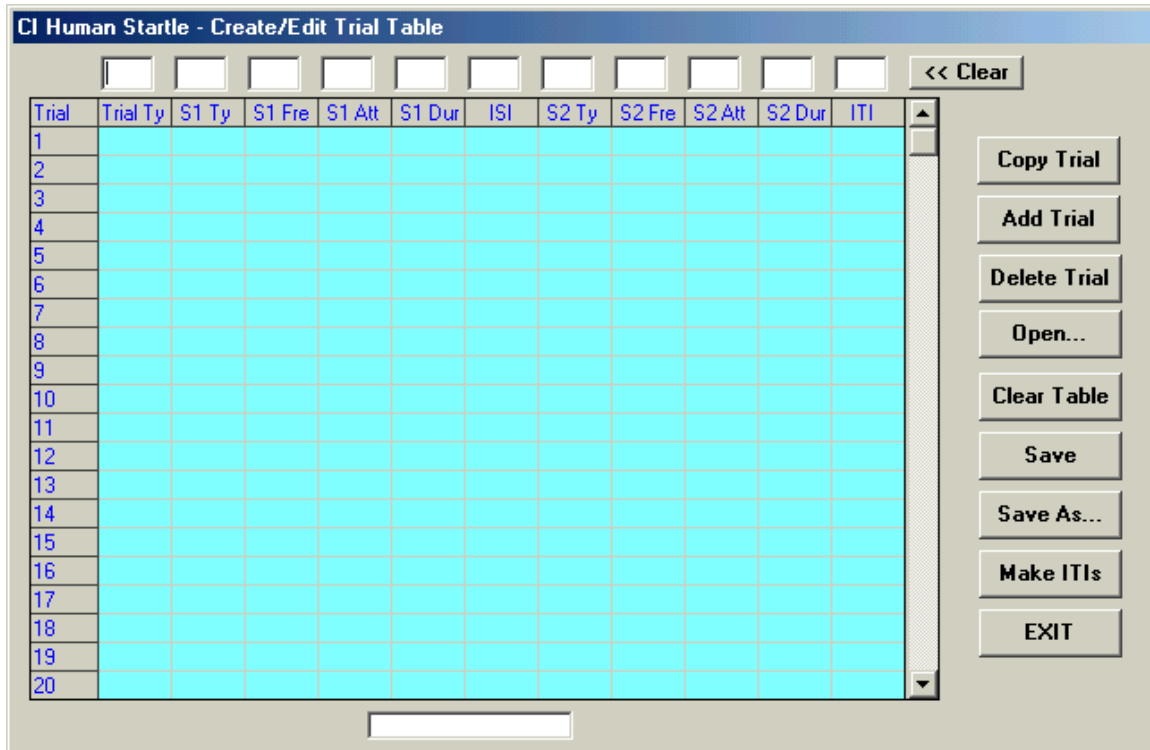 CI Human Startle - Create/Edit Trial Table
<< Clear
Trial Trial Ty S1 Ty S1 Fre S1 Att S1 Dur ISI S2 Ty S2 Fre S2 Att S2 Dur ITI
1
2
3
4
5
6
7
8
9
10
11
12
13
14
15
16
17
18
19
20
Copy Trial
Add Trial
Delete Trial
Open...
Clear Table
Save
Save As...
Make ITIs
EXIT